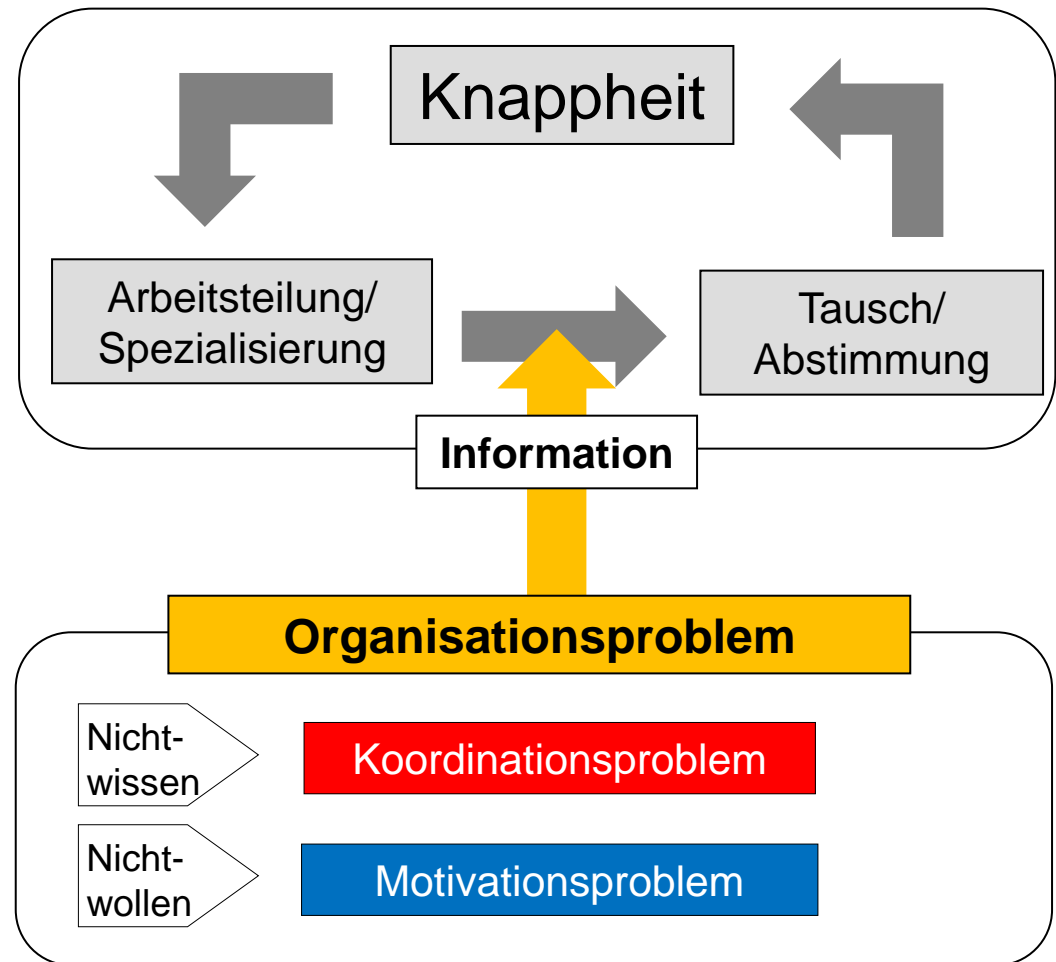 Knappheit
Arbeitsteilung/
Spezialisierung
Tausch/
Abstimmung
Information
Organisationsproblem
Nicht-
wissen
Koordinationsproblem
Nicht-
wollen
Motivationsproblem